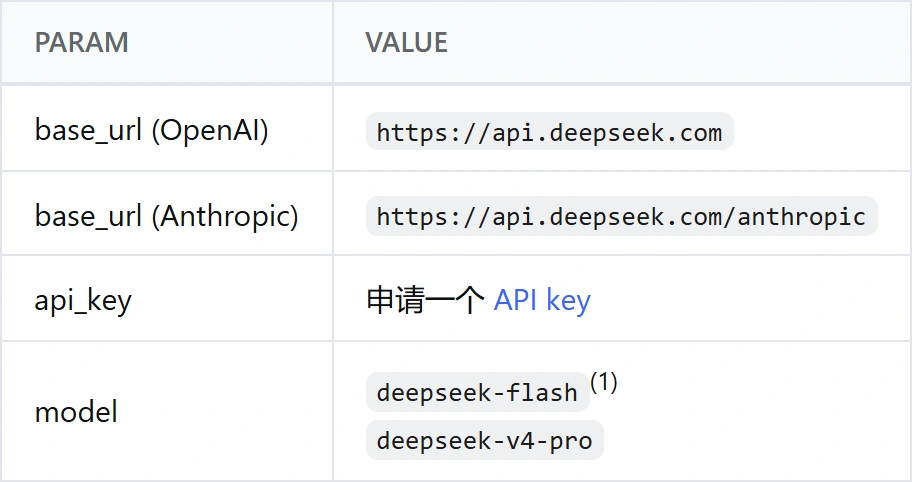 PARAM VALUE
base_url (OpenAI) https://api.deepseek.com
base_url (Anthropic) https://api.deepseek.com/anthropic
api_key 申请一个 API key
model deepseek-flash(1)
deepseek-v4-pro